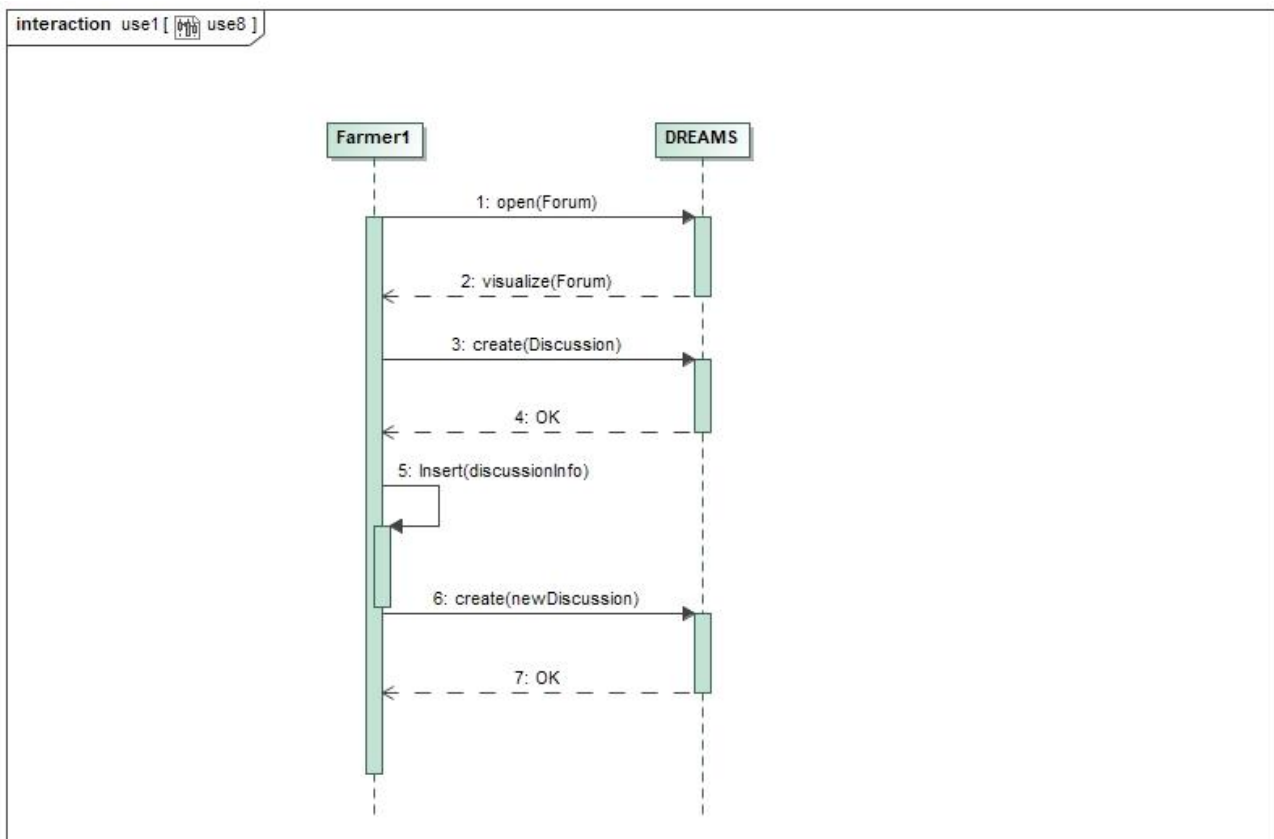 interaction use1 [ use8 ]
Farmer1
DREAMS
1: open(Forum)
2: visualize(Forum)
3: create(Discussion)
4: OK
5: Insert(discussionInfo)
6: create(newDiscussion)
7: OK